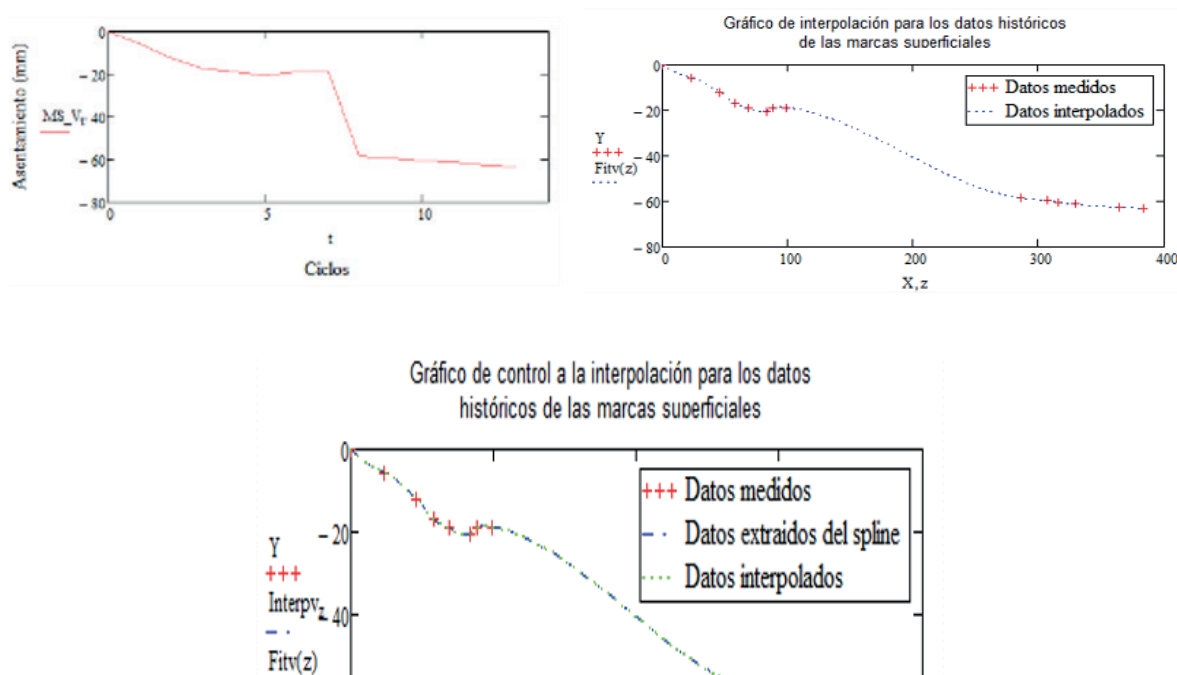 0
− 20
− 40
− 60
− 80
Asentamiento (mm)
MS_V
t
0
5
10
t
Ciclos
Gráfico de interpolación para los datos históricos
de las marcas superficiales
0
− 20
− 40
− 60
− 80
Y
Fitv(z)
Datos medidos
Datos interpolados
0
100
200
300
400
X, z
Gráfico de control a la interpolación para los datos
históricos de las marcas superficiales
0
− 20
− 40
Y
Interpv
z
Fitv(z)
Datos medidos
Datos extraidos del spline
Datos interpolados